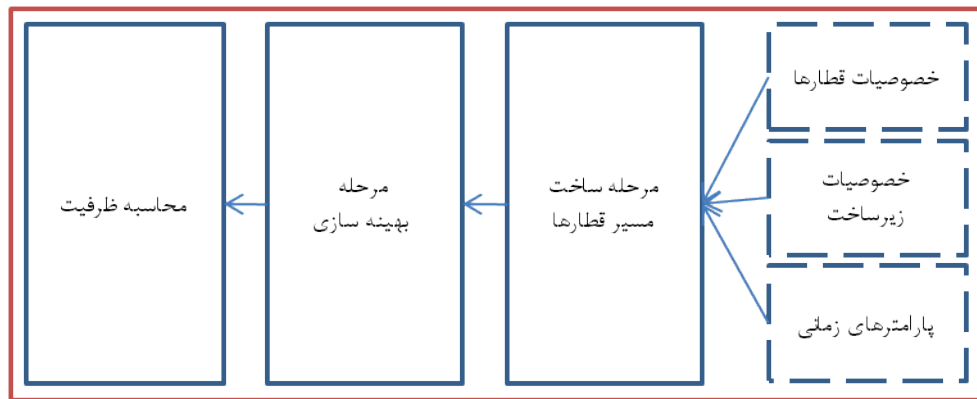 خصوصیات قطارها
خصوصیات
زیرساخت
پارامترهای زمانی
مرحله ساخت
مسیر قطارها
مرحله
بهینه سازی
محاسبه ظرفیت